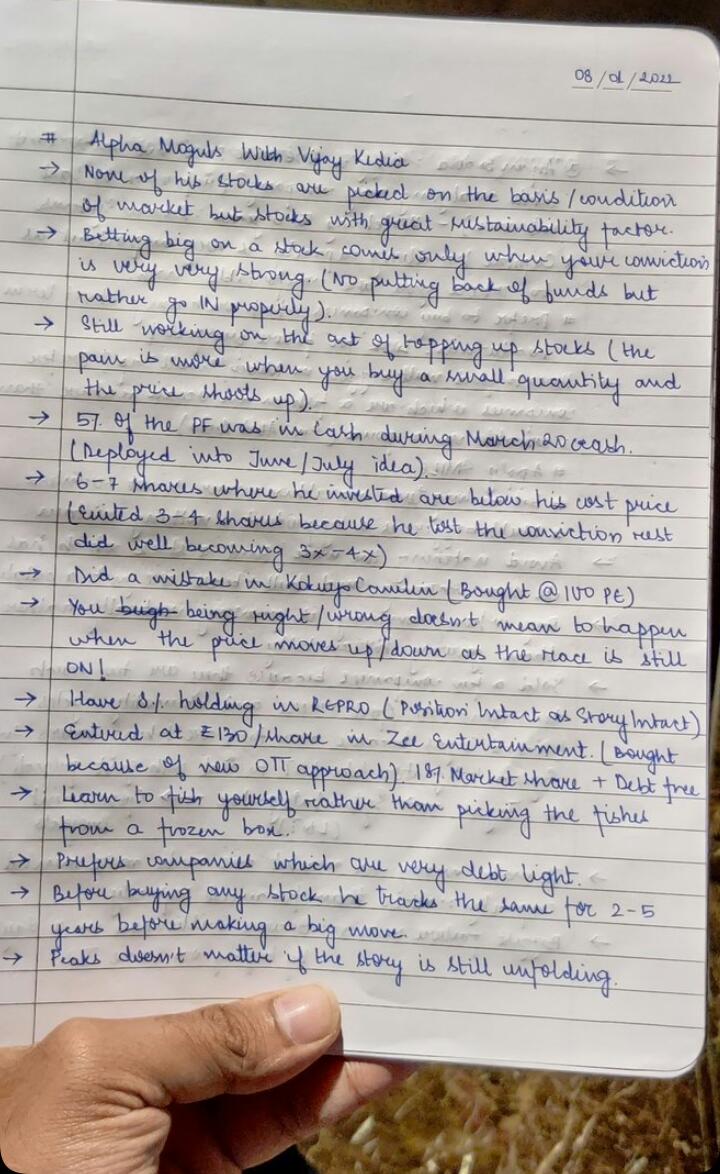 08/01/2022
# Alpha Moguls With Vijay Kedia
→ None of his stocks are picked on the basis/condition
of market but stocks with great sustainability factor.
→ Betting big on a stock comes only when your conviction
is very very strong. (No putting back of funds but
rather go IN properly).
→ Still working on the act of topping up stocks (the
pain is more when you buy a small quantity and
the price shoots up).
→ 5% of the PF was in Cash during March 20 crash.
(Deployed into June/July idea)
→ 6-7 shares where he invested are below his cost price
(Exited 3-4 shares because he lost the conviction rest
did well becoming 3x-4x)
→ Did a mistake in Kokuyo Camlin (Bought @ 100 PE)
→ You being right/wrong doesn't mean to happen
when the price moves up/down as the race is still
ON!
→ Have 8% holding in REPRO (Position Intact as Story Intact)
→ Entered at ₹130/share in Zee Entertainment. (Bought
because of new OTT approach) 18% Market share + Debt free
→ Learn to fish yourself rather than picking the fishes
from a frozen box.
→ Prefers companies which are very debt light.
→ Before buying any stock he tracks the same for 2-5
years before making a big move.
→ Peaks doesn't matter if the story is still unfolding.